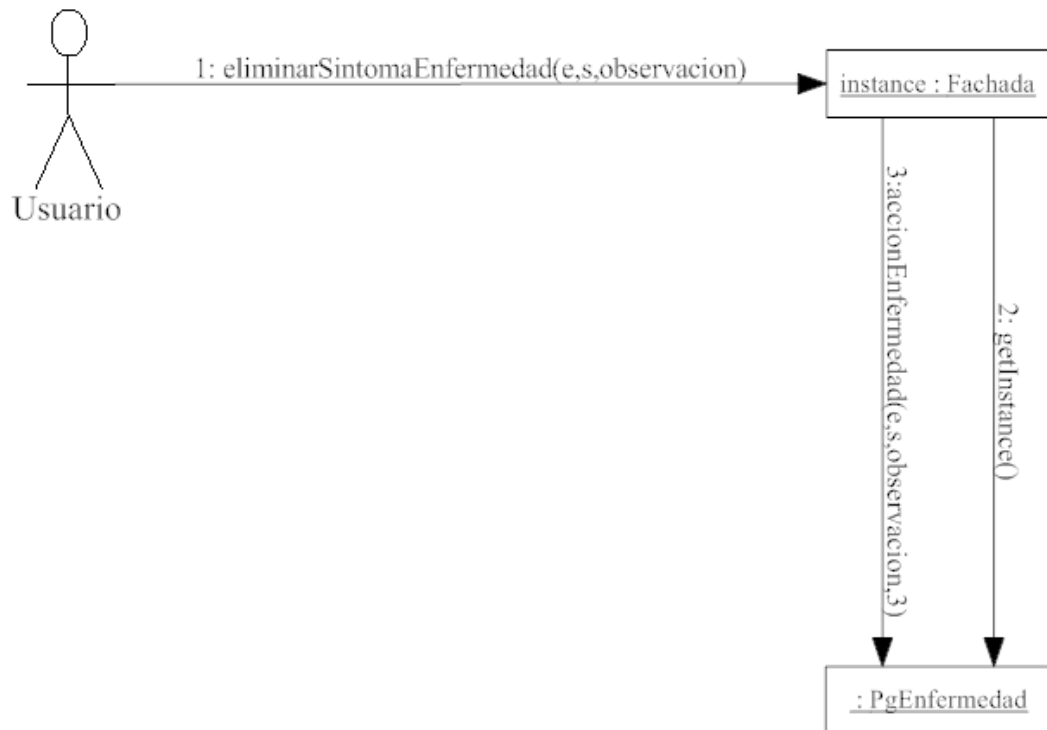 1: eliminarSintomaEnfermedad(e,s,observacion)
instance : Fachada
Usuario
3:accionEnfermedad(e,s,observacion,3)
2: getInstance()
: PgEnfermedad